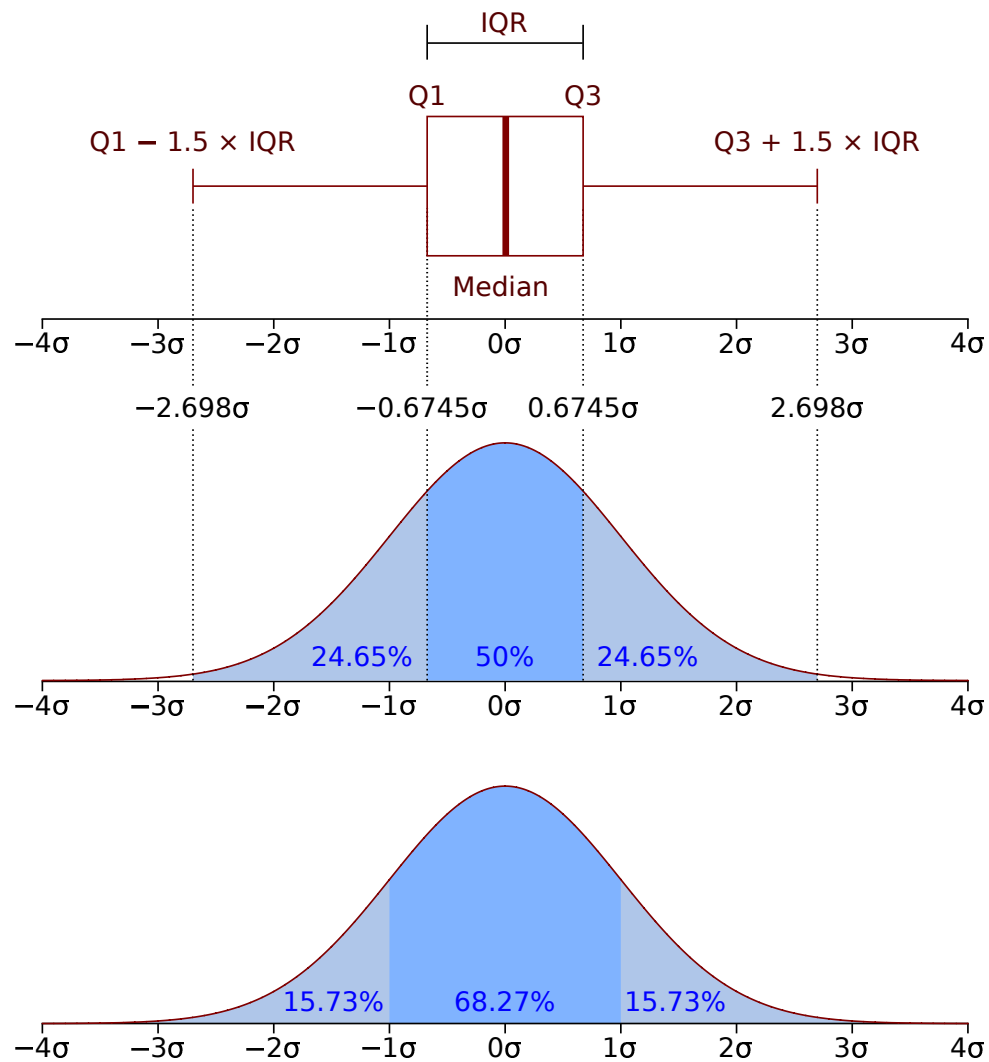 IQR
Q1 Q3
Q1 − 1.5 × IQR Q3 + 1.5 × IQR
Median
−4σ −3σ −2σ −1σ 0σ 1σ 2σ 3σ 4σ
−2.698σ −0.6745σ 0.6745σ 2.698σ
24.65% 50% 24.65%
−4σ −3σ −2σ −1σ 0σ 1σ 2σ 3σ 4σ
15.73% 68.27% 15.73%
−4σ −3σ −2σ −1σ 0σ 1σ 2σ 3σ 4σ